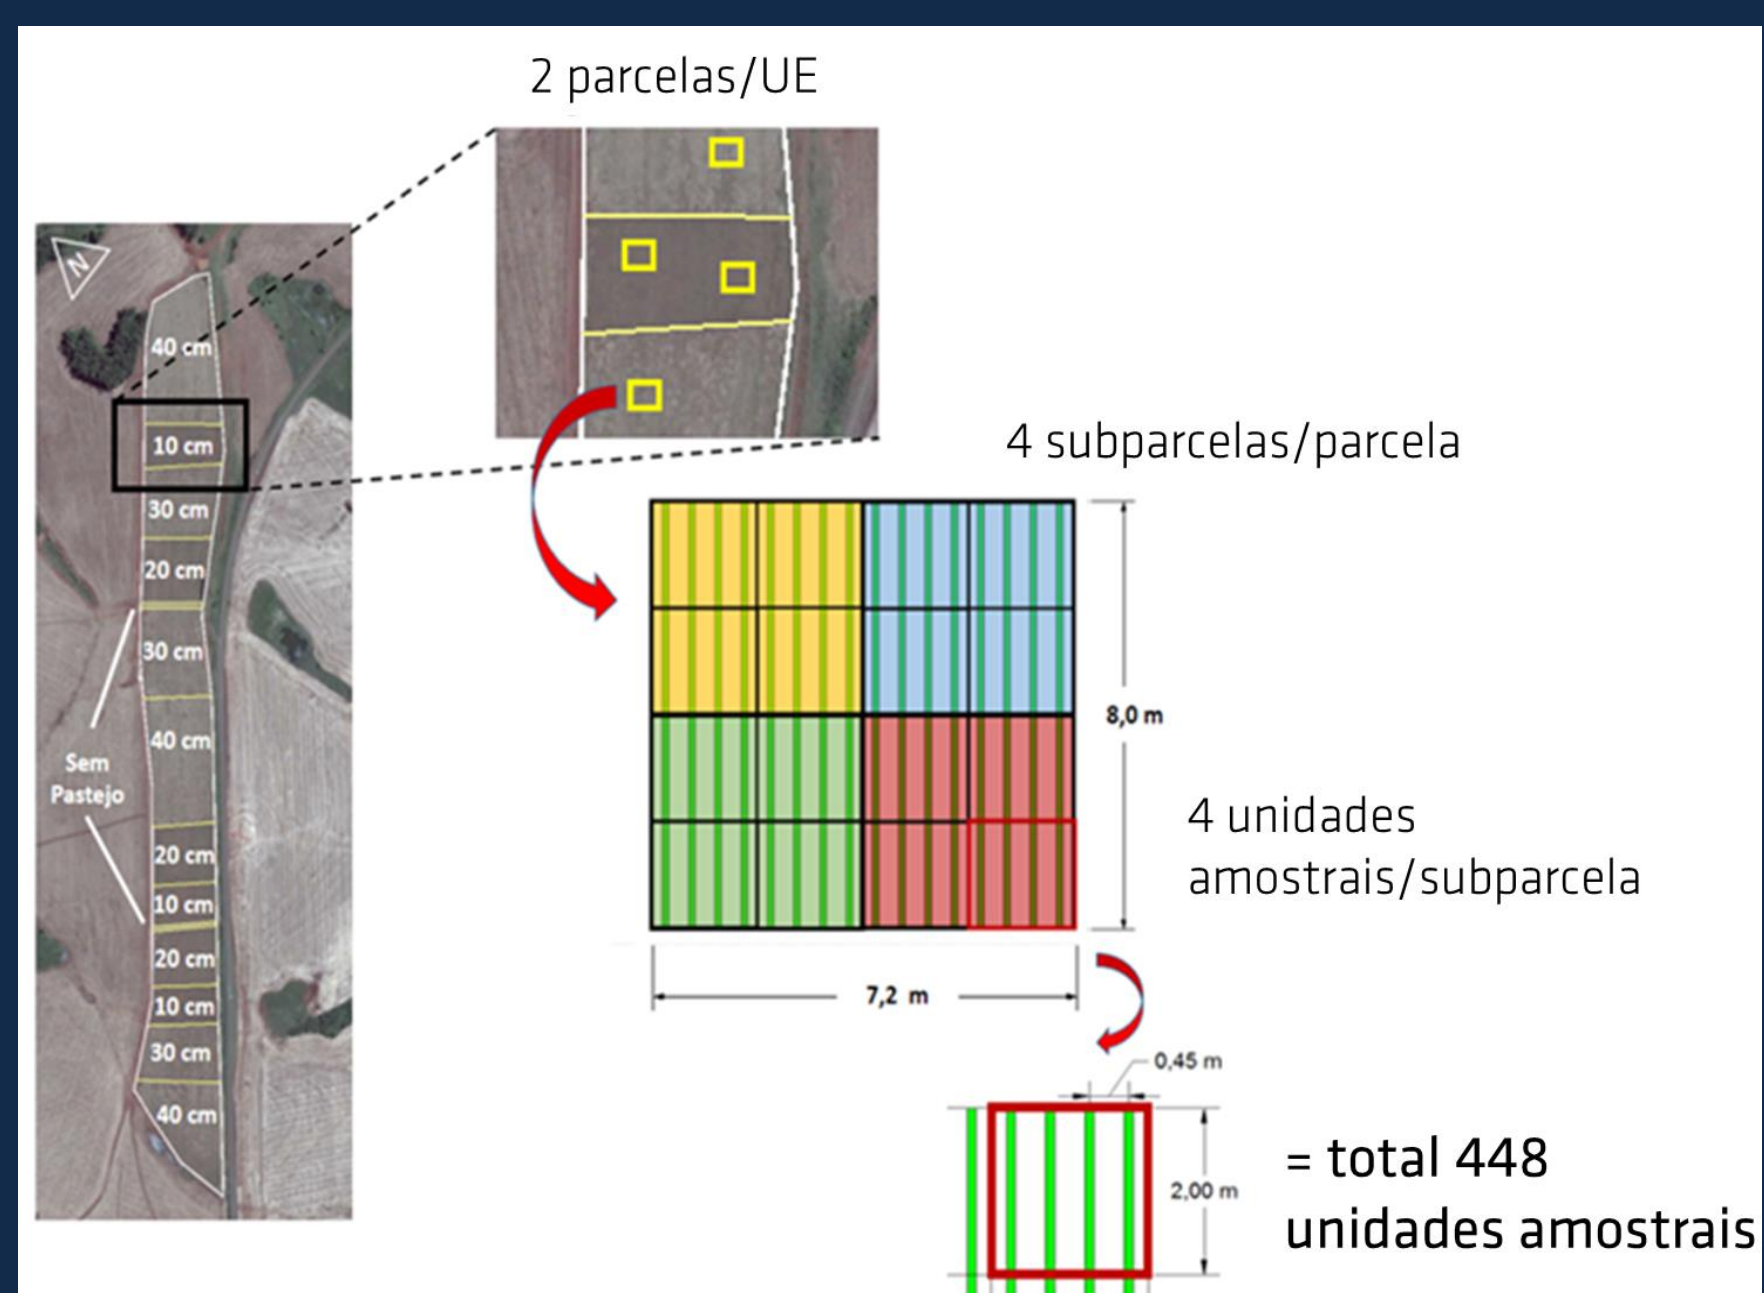 2 parcelas/UE
N
40 cm
10 cm
30 cm
20 cm
30 cm
40 cm
Sem
Pastejo
20 cm
10 cm
20 cm
10 cm
30 cm
40 cm
4 subparcelas/parcela
8,0 m
4 unidades
amostrais/subparcela
7,2 m
0,45 m
2,00 m
= total 448
unidades amostrais